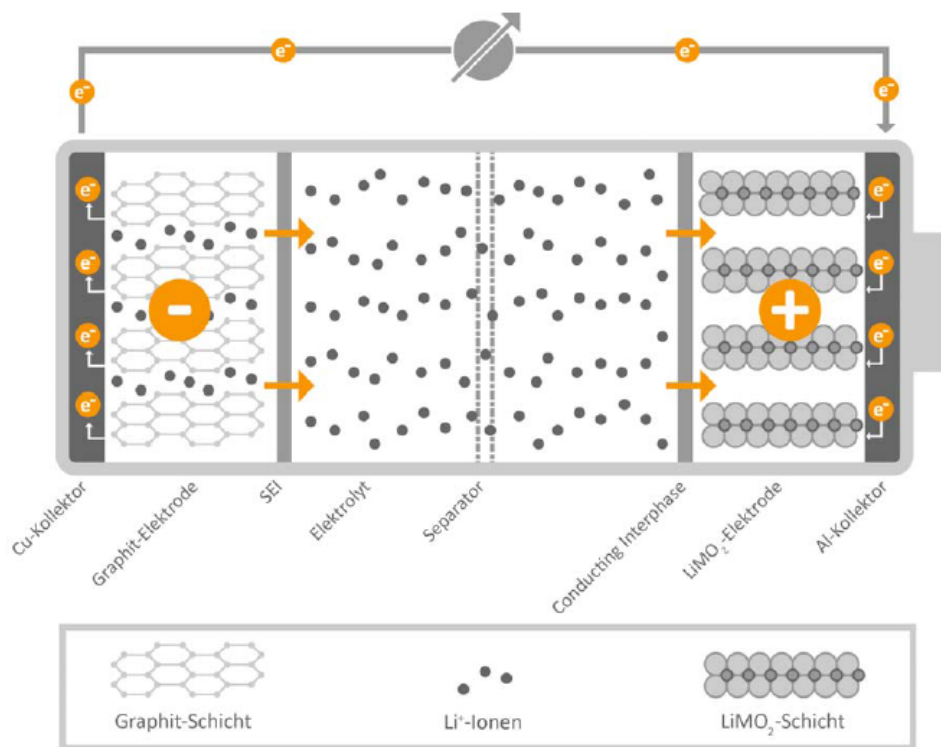 e⁻ e⁻
e⁻ e⁻
e⁻ e⁻
e⁻ e⁻
- +
e⁻ e⁻
e⁻ e⁻
Cu-Kollektor
Graphit-Elektrode
SEI
Elektrolyt
Separator
Conducting Interphase
LiMO₂-Elektrode
Al-Kollektor
Graphit-Schicht
Li⁺-Ionen
LiMO₂-Schicht